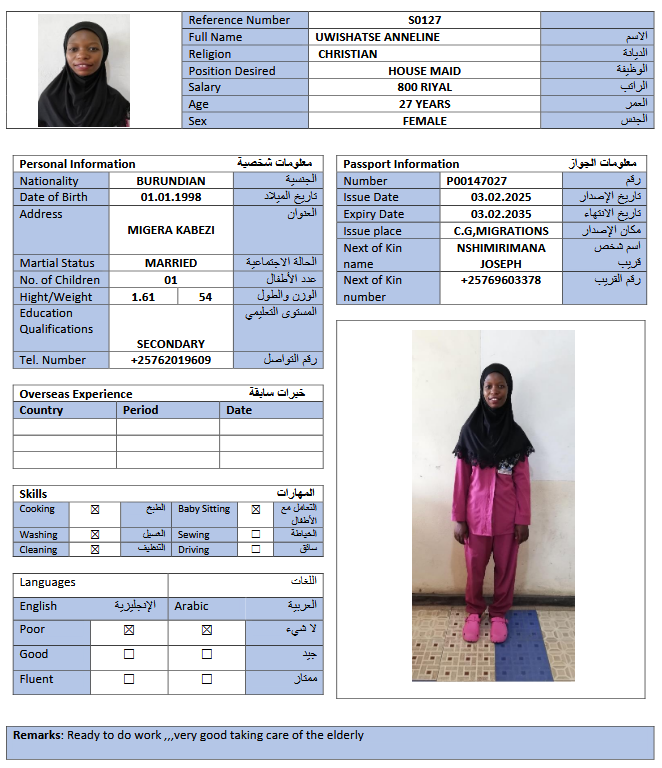 Reference Number S0127
Full Name UWISHATSE ANNELINE الاسم
Religion CHRISTIAN الديانة
Position Desired HOUSE MAID الوظيفة
Salary 800 RIYAL الراتب
Age 27 YEARS العمر
Sex FEMALE الجنس
Personal Information معلومات شخصية
Nationality BURUNDIAN الجنسية
Date of Birth 01.01.1998 تاريخ الميلاد
Address MIGERA KABEZI العنوان
Martial Status MARRIED الحالة الاجتماعية
No. of Children 01 عدد الأطفال
Hight/Weight 1.61 54 الوزن والطول
Education Qualifications SECONDARY المستوى التعليمي
Tel. Number +25762019609 رقم التواصل
Passport Information معلومات الجواز
Number P00147027 رقم
Issue Date 03.02.2025 تاريخ الإصدار
Expiry Date 03.02.2035 تاريخ الانتهاء
Issue place C.G,MIGRATIONS مكان الإصدار
Next of Kin NSHIMIRIMANA اسم شخص
name JOSEPH قريب
Next of Kin +25769603378 رقم القريب
number
Overseas Experience خبرات سابقة
Country Period Date
Skills المهارات
Cooking ☒ الطبخ Baby Sitting ☒ التعامل مع الأطفال
Washing ☒ الغسيل Sewing ☐ الخياطة
Cleaning ☒ التنظيف Driving ☐ سائق
Languages اللغات
English الإنجليزية Arabic العربية
Poor ☒ ☒ لا شيء
Good ☐ ☐ جيد
Fluent ☐ ☐ ممتاز
Remarks: Ready to do work ,,,very good taking care of the elderly